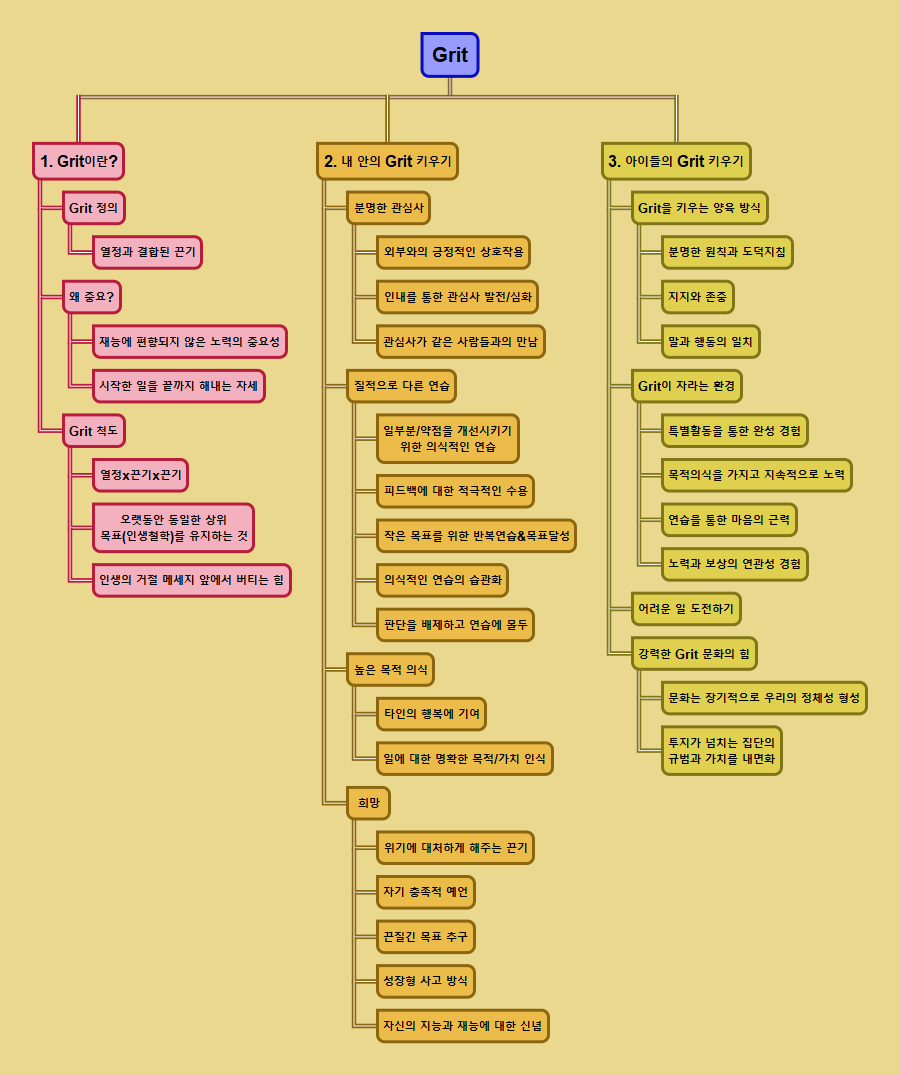 Grit
1. Grit이란?
Grit 정의
열정과 결합된 끈기
왜 중요?
재능에 편향되지 않은 노력의 중요성
시작한 일을 끝까지 해내는 자세
Grit 척도
열정x끈기x끈기
오랫동안 동일한 상위
목표(인생철학)를 유지하는 것
인생의 거절 메세지 앞에서 버티는 힘
2. 내 안의 Grit 키우기
분명한 관심사
외부와의 긍정적인 상호작용
인내를 통한 관심사 발전/심화
관심사가 같은 사람들과의 만남
질적으로 다른 연습
일부분/약점을 개선시키기
위한 의식적인 연습
피드백에 대한 적극적인 수용
작은 목표를 위한 반복연습&목표달성
의식적인 연습의 습관화
판단을 배제하고 연습에 몰두
높은 목적 의식
타인의 행복에 기여
일에 대한 명확한 목적/가치 인식
희망
위기에 대처하게 해주는 끈기
자기 충족적 예언
끈질긴 목표 추구
성장형 사고 방식
자신의 지능과 재능에 대한 신념
3. 아이들의 Grit 키우기
Grit을 키우는 양육 방식
분명한 원칙과 도덕지침
지지와 존중
말과 행동의 일치
Grit이 자라는 환경
특별활동을 통한 완성 경험
목적의식을 가지고 지속적으로 노력
연습을 통한 마음의 근력
노력과 보상의 연관성 경험
어려운 일 도전하기
강력한 Grit 문화의 힘
문화는 장기적으로 우리의 정체성 형성
투지가 넘치는 집단의
규범과 가치를 내면화